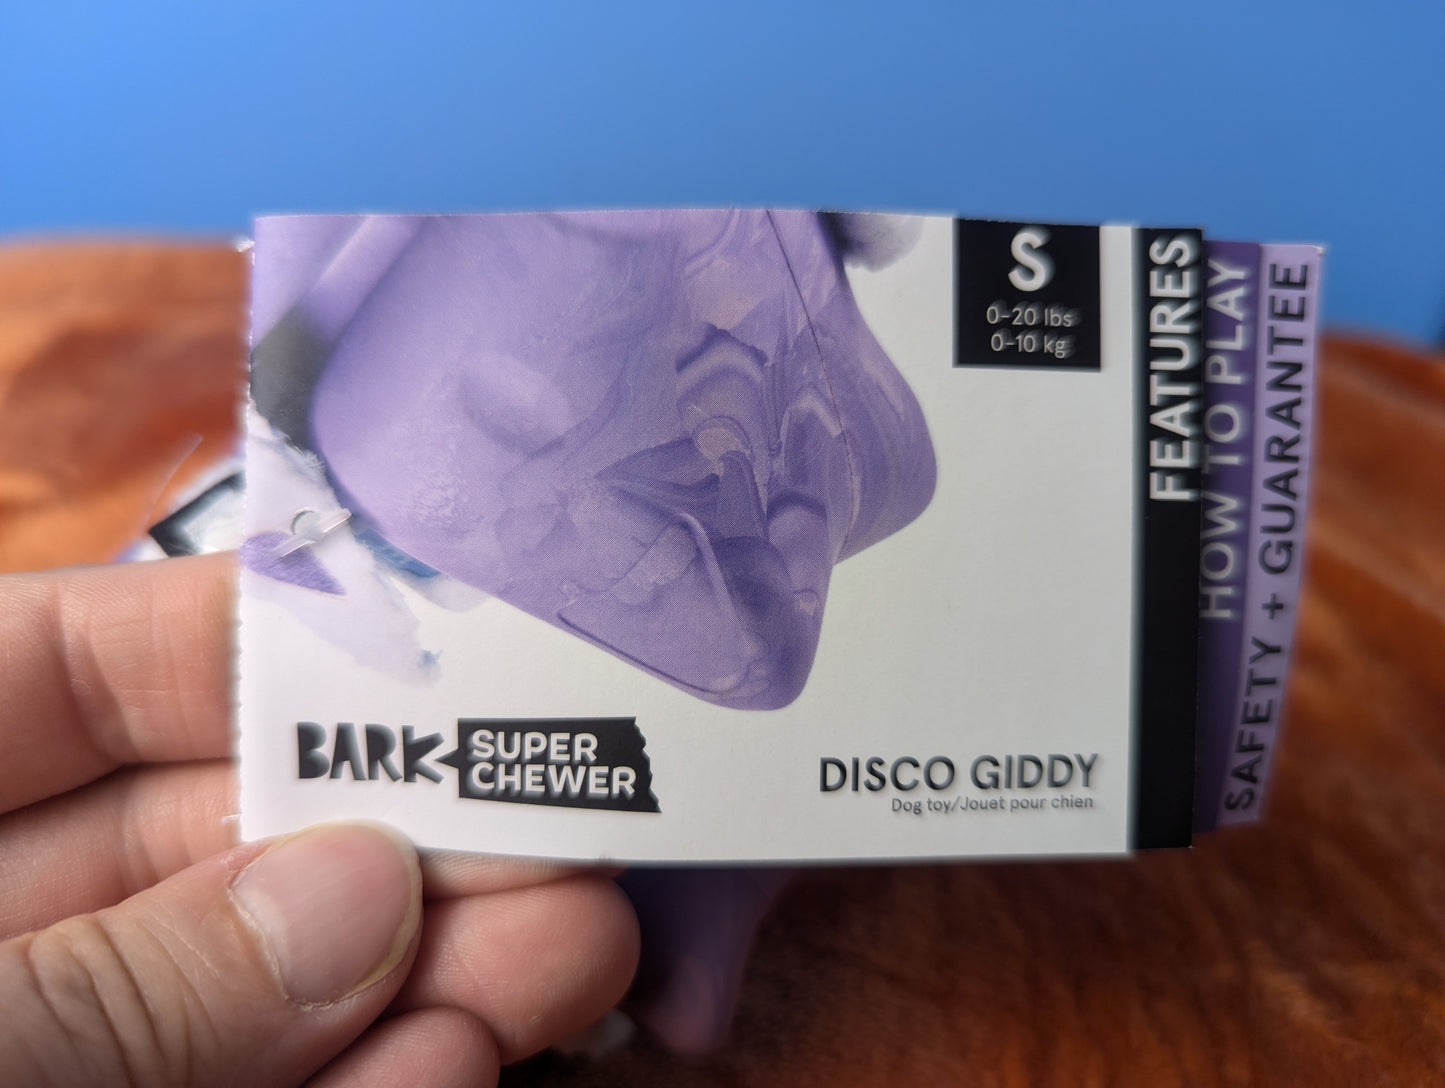 S
0-20 lbs
0-10 kg
BARK
SUPER
CHEWER
DISCO GIDDY
Dog toy/Jouet pour chien
FEATURES
HOW TO PLAY
SAFETY + GUARANTEE